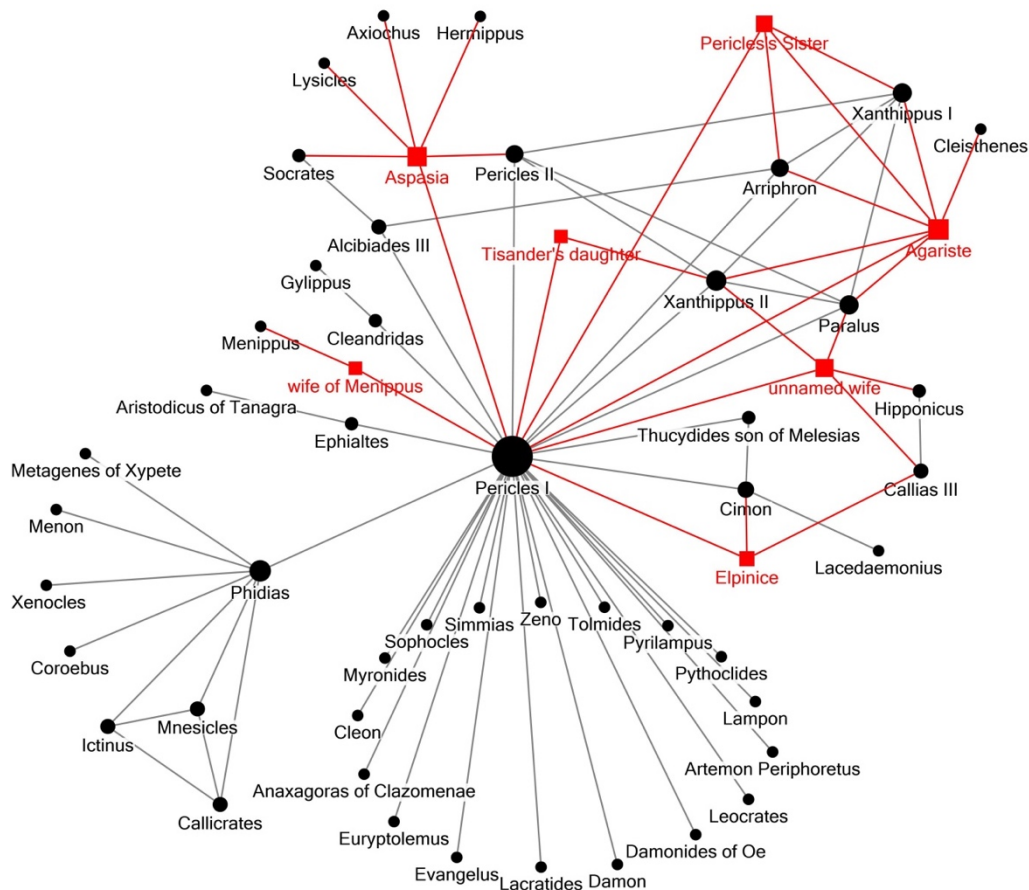 Axiochus
Hermippus
Pericles's Sister
Lysicles
Xanthippus I
Cleisthenes
Socrates
Aspasia
Pericles II
Arriphron
Alcibiades III
Tisander's daughter
Agariste
Gylippus
Xanthippus II
Menippus
Cleandridas
Paralus
wife of Menippus
unnamed wife
Aristodicus of Tanagra
Hipponicus
Ephialtes
Thucydides son of Melesias
Metagenes of Xypete
Pericles I
Callias III
Menon
Cimon
Xenocles
Phidias
Elpinice
Lacedaemonius
Simmias
Zeno
Tolmides
Sophocles
Pyrilampus
Coroebus
Myronides
Pythoclides
Mnesicles
Cleon
Lampon
Ictinus
Artemon Periphoretus
Anaxagoras of Clazomenae
Leocrates
Callicrates
Euryptolemus
Damonides of Oe
Evangelus
Lacratides
Damon